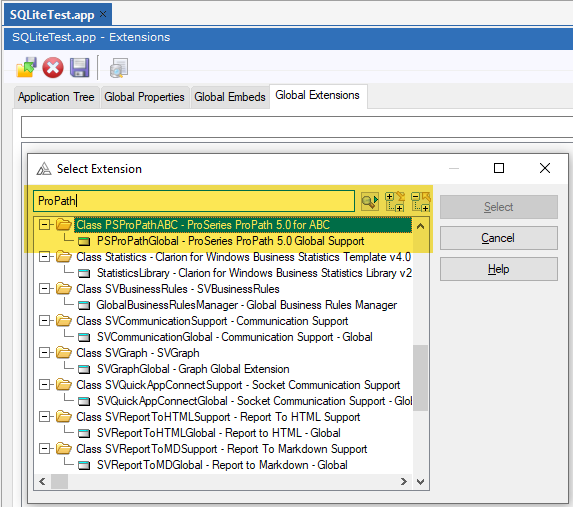 SQLiteTest.app ×
SQLiteTest.app - Extensions
Application Tree Global Properties Global Embeds Global Extensions
Select Extension
ProPath
Class PSProPathABC - ProSeries ProPath 5.0 for ABC
PSProPathGlobal - ProSeries ProPath 5.0 Global Support
Class Statistics - Clarion for Windows Business Statistics Template v4.0
StatisticsLibrary - Clarion for Windows Business Statistics Library v2
Class SVBusinessRules - SVBusinessRules
GlobalBusinessRulesManager - Global Business Rules Manager
Class SVCommunicationSupport - Communication Support
SVCommunicationGlobal - Communication Support - Global
Class SVGraph - SVGraph
SVGraphGlobal - Graph Global Extension
Class SVQuickAppConnectSupport - Socket Communication Support
SVQuickAppConnectGlobal - Socket Communication Support - Glol
Class SVReportToHTMLSupport - Report To HTML Support
SVReportToHTMLGlobal - Report to HTML - Global
Class SVReportToMDSupport - Report To Markdown Support
SVReportToMDGlobal - Report to Markdown - Global
Select
Cancel
Help